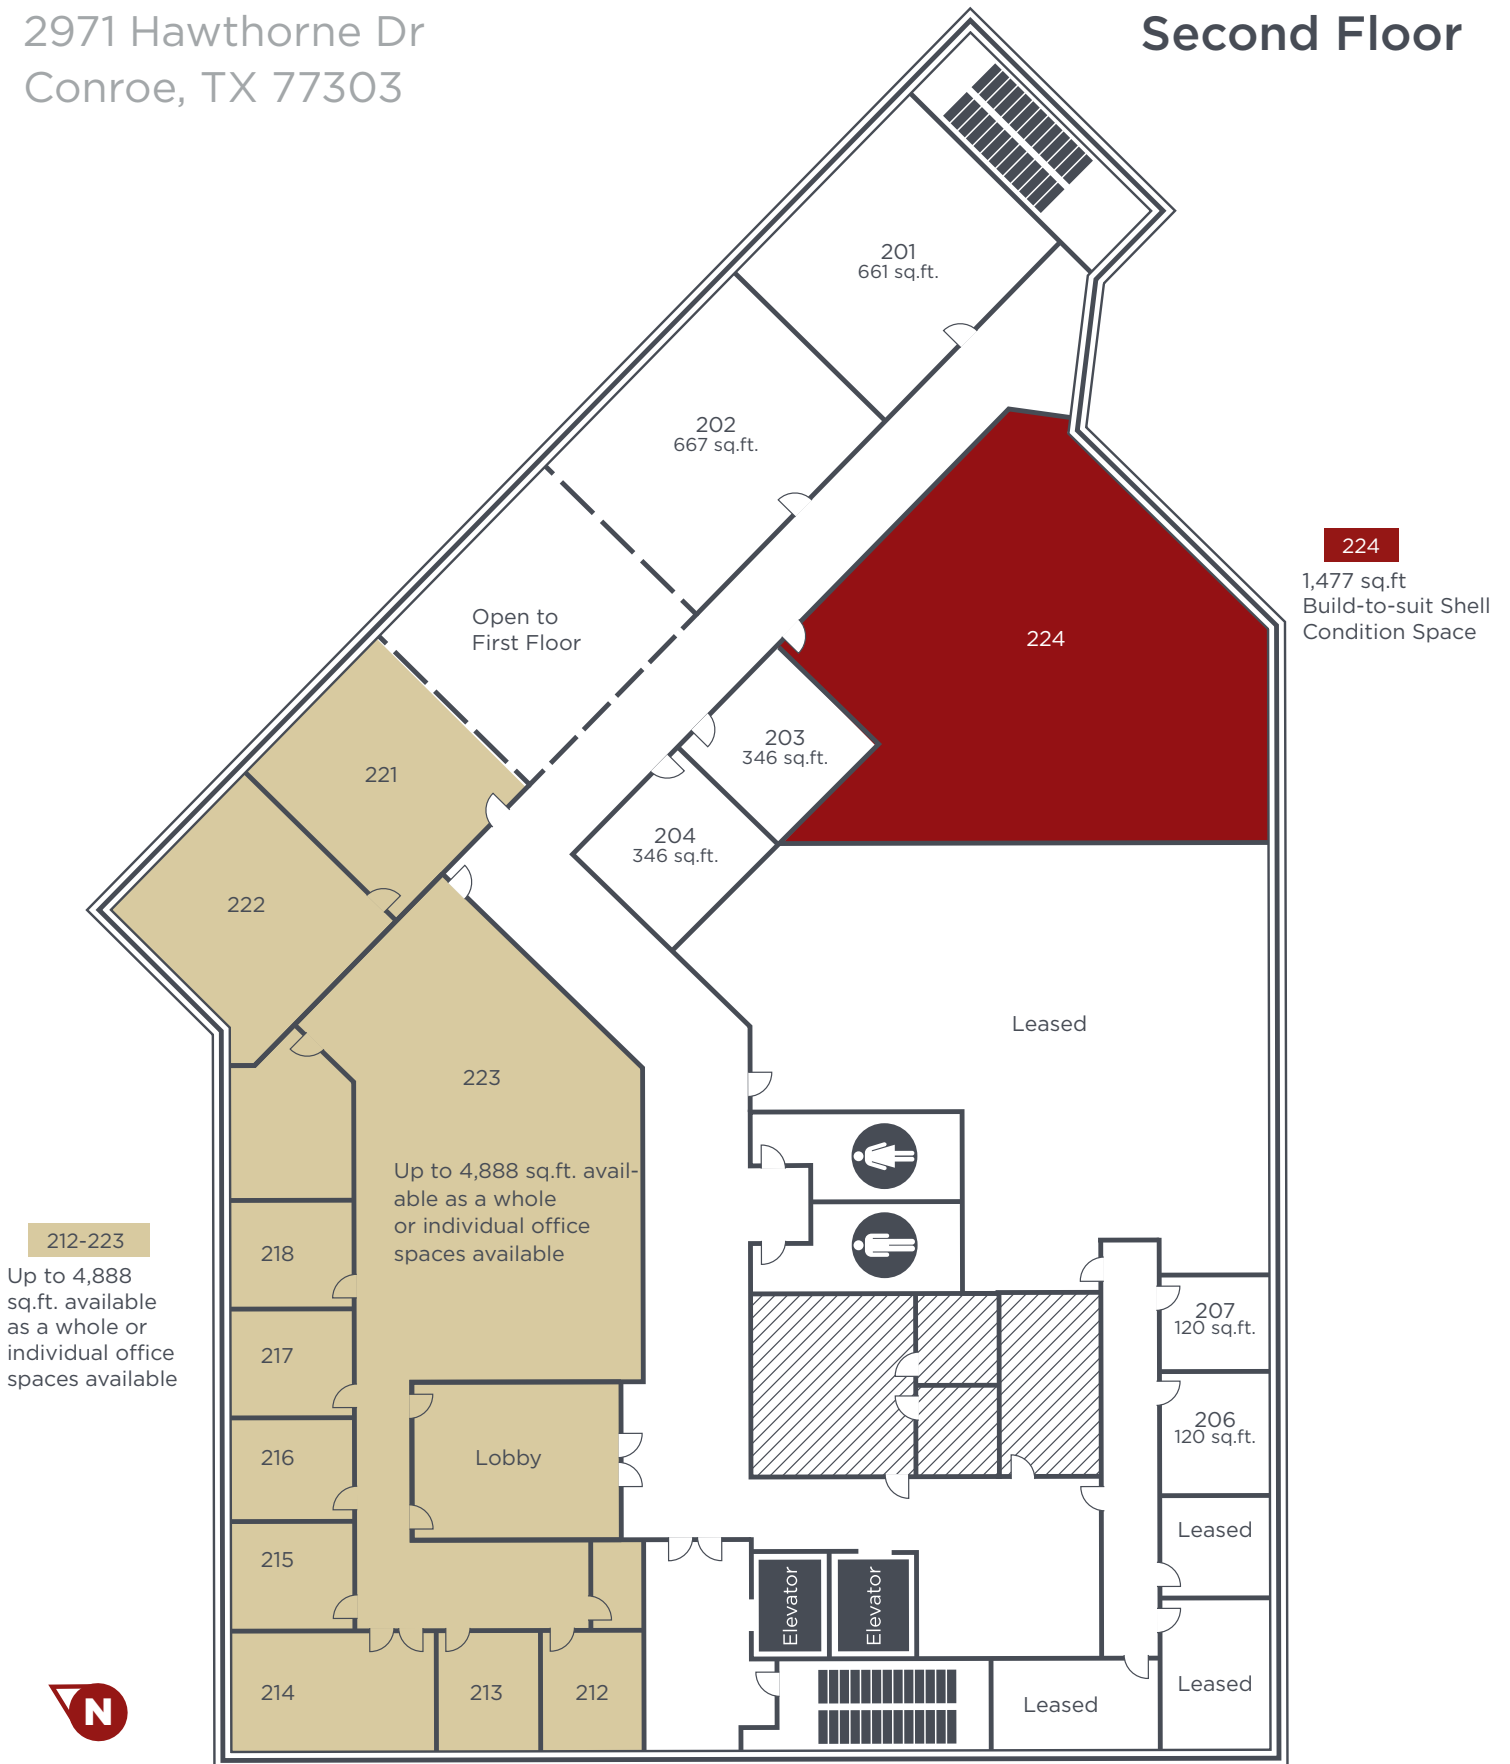 2971 Hawthorne Dr
Conroe, TX 77303
Second Floor
201
661 sq.ft.
202
667 sq.ft.
Open to
First Floor
224
224
1,477 sq.ft
Build-to-suit Shell
Condition Space
203
346 sq.ft.
204
346 sq.ft.
221
222
Leased
223
Up to 4,888 sq.ft. avail-
able as a whole
or individual office
spaces available
212-223
Up to 4,888
sq.ft. available
as a whole or
individual office
spaces available
218
217
216
215
214
213
212
Lobby
207
120 sq.ft.
206
120 sq.ft.
Leased
Leased
Leased
Elevator
Elevator
N